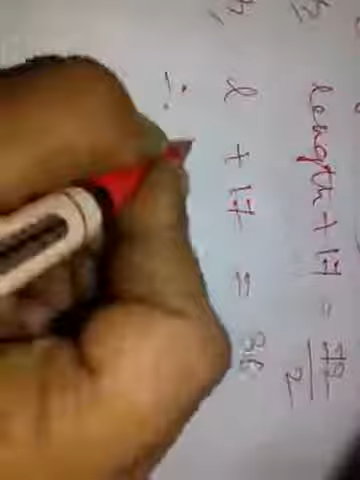 length + 17 = 72/2
l + 17 = 36
∴